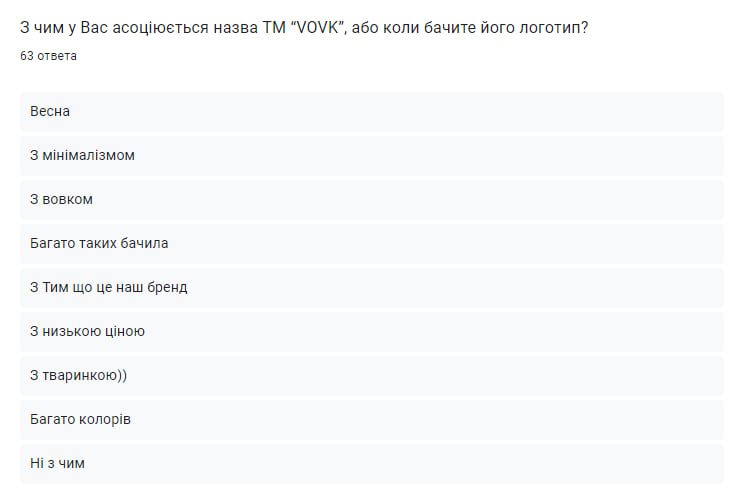 З чим у Вас асоціюється назва ТМ “VOVK”, або коли бачите його логотип?
63 ответа
Весна
З мінімалізмом
З вовком
Багато таких бачила
З Тим що це наш бренд
З низькою ціною
З тваринкою))
Багато колорів
Ні з чим